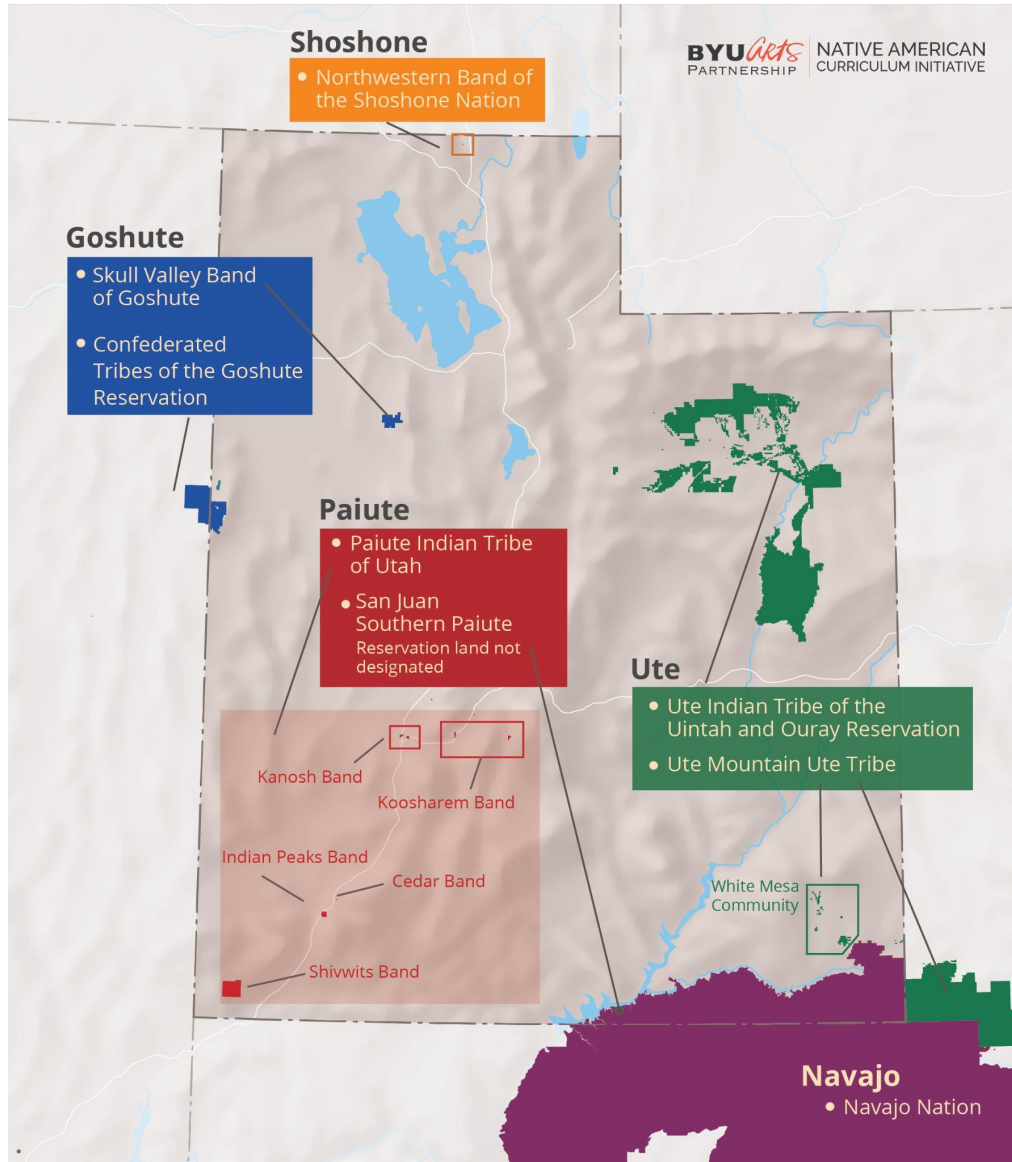 Shoshone
• Northwestern Band of
the Shoshone Nation
BYU ARTS
PARTNERSHIP
NATIVE AMERICAN
CURRICULUM INITIATIVE
Goshute
• Skull Valley Band
of Goshute
• Confederated
Tribes of the Goshute
Reservation
Paiute
• Paiute Indian Tribe
of Utah
• San Juan
Southern Paiute
Reservation land not
designated
Ute
• Ute Indian Tribe of the
Uintah and Ouray Reservation
• Ute Mountain Ute Tribe
Kanosh Band
Koosharem Band
Indian Peaks Band
Cedar Band
Shivwits Band
White Mesa
Community
Navajo
• Navajo Nation